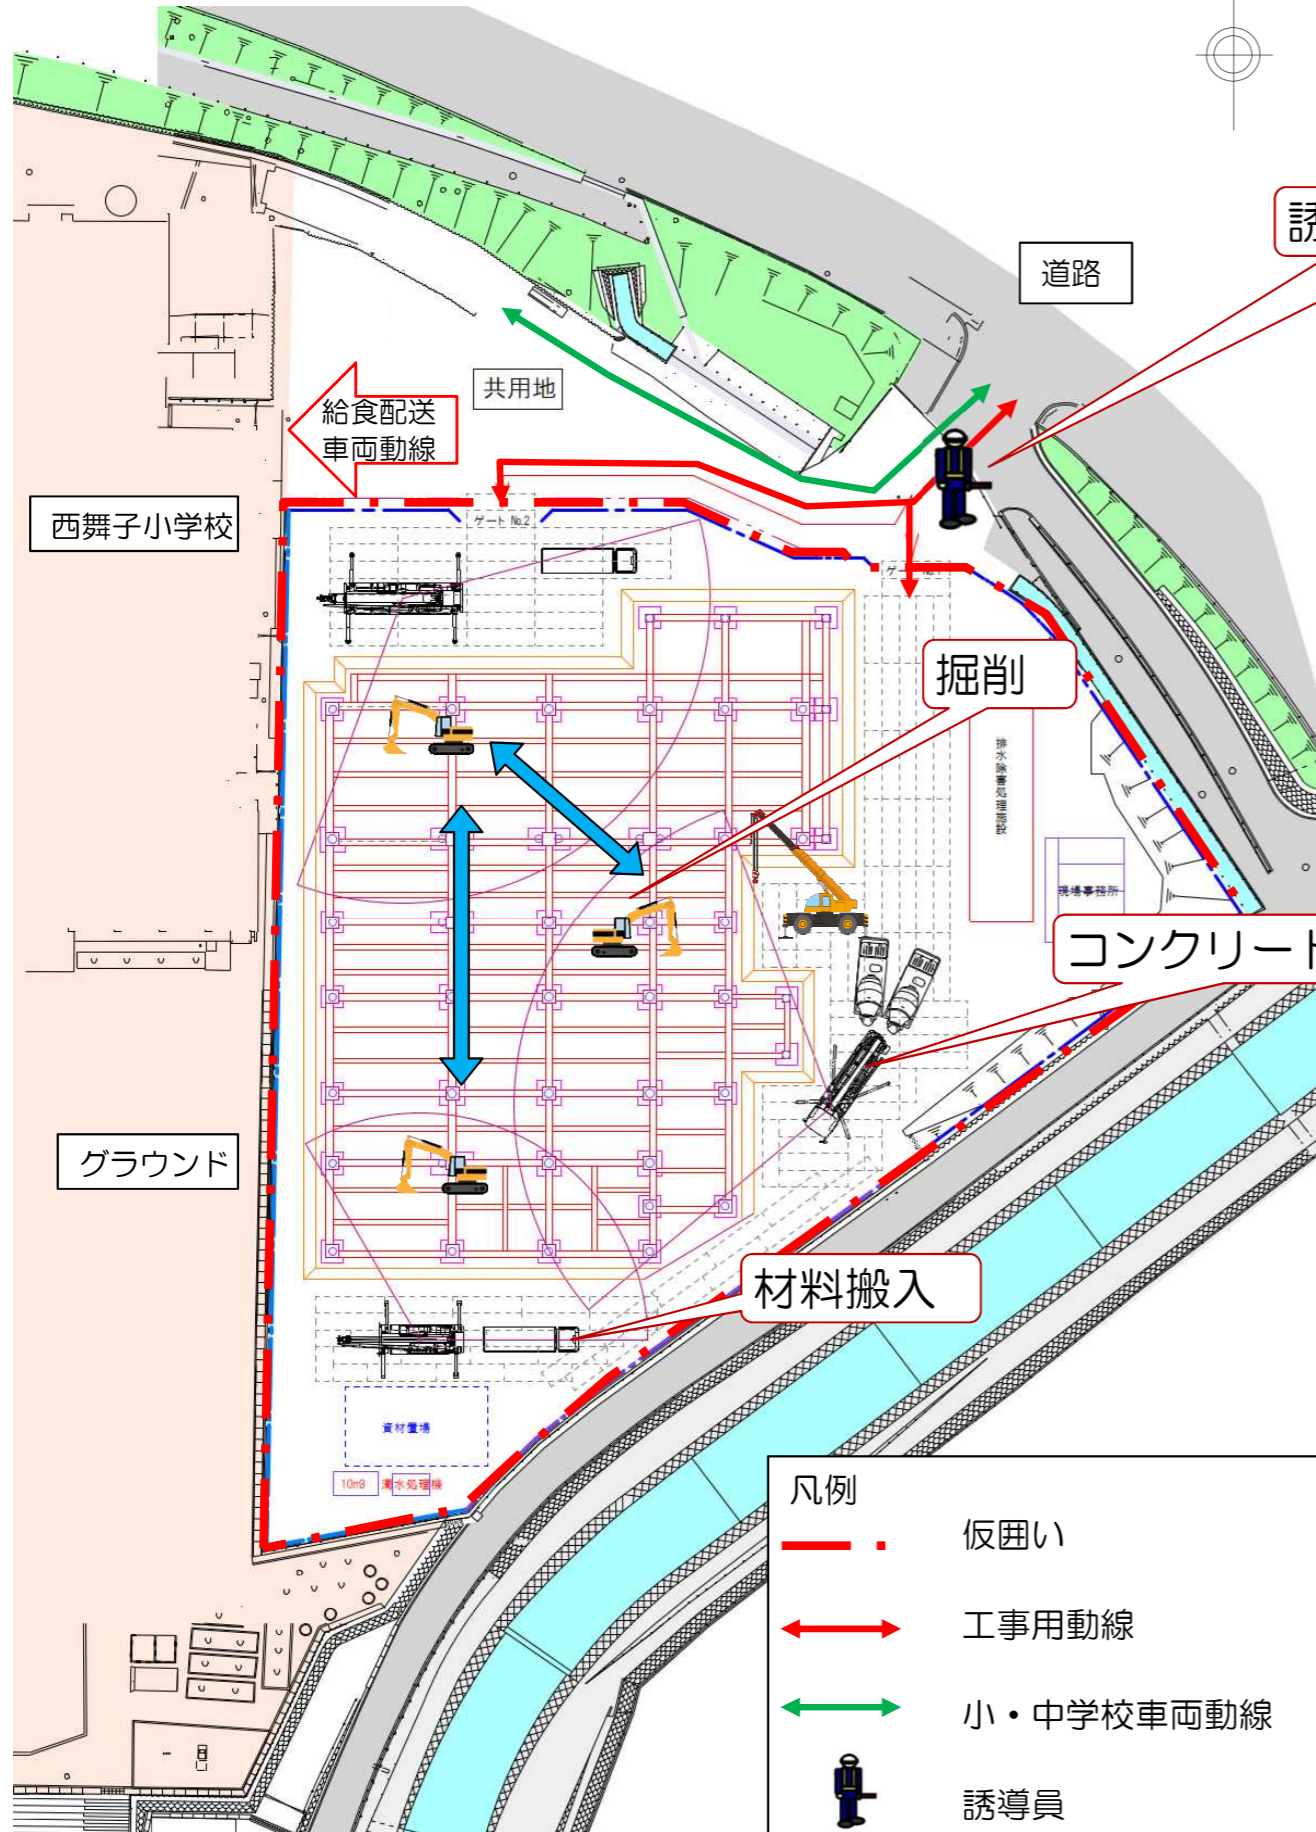 誘
道路
共用地
給食配送
車両動線
西舞子小学校
ゲート No.2
ゲート No.
掘削
排水除害処理施設
現場事務所
コンクリート
グラウンド
材料搬入
資材置場
10m3 濁水処理機
凡例
仮囲い
工事用動線
小・中学校車両動線
誘導員